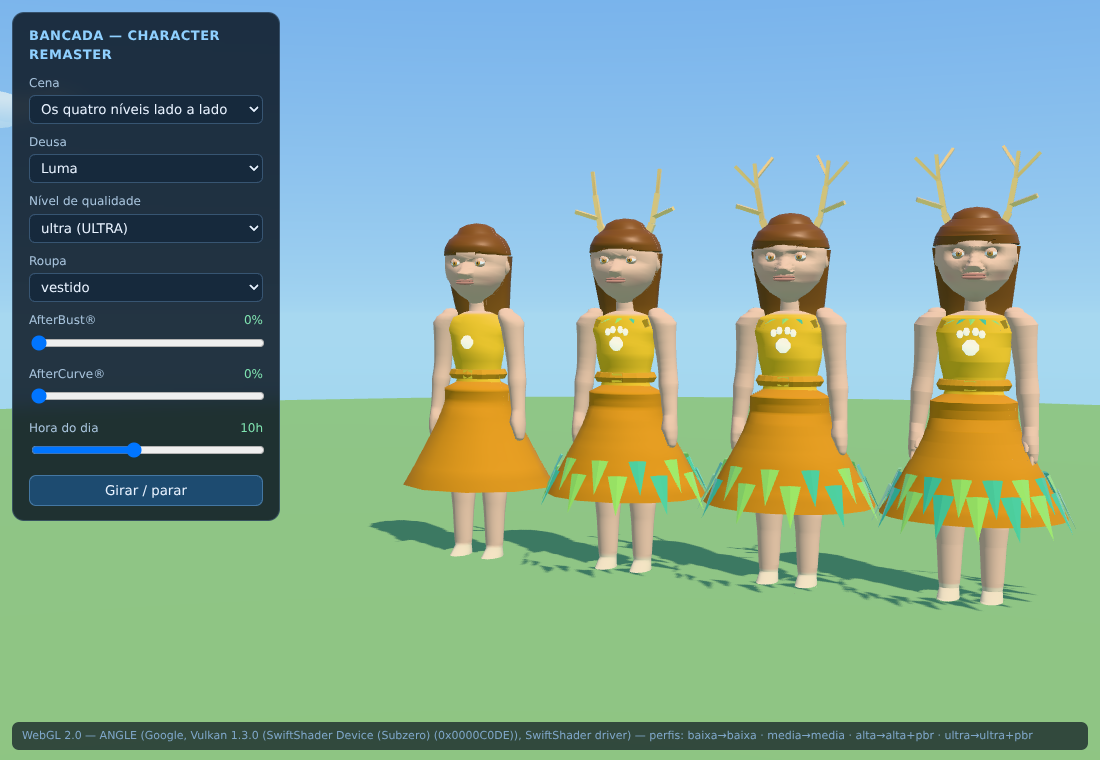 BANCADA — CHARACTER
REMASTER
Cena
Os quatro níveis lado a lado
Deusa
Luma
Nível de qualidade
ultra (ULTRA)
Roupa
vestido
AfterBust® 0%
AfterCurve® 0%
Hora do dia 10h
Girar / parar
WebGL 2.0 — ANGLE (Google, Vulkan 1.3.0 (SwiftShader Device (Subzero) (0x0000C0DE)), SwiftShader driver) — perfis: baixa→baixa · media→media · alta→alta+pbr · ultra→ultra+pbr